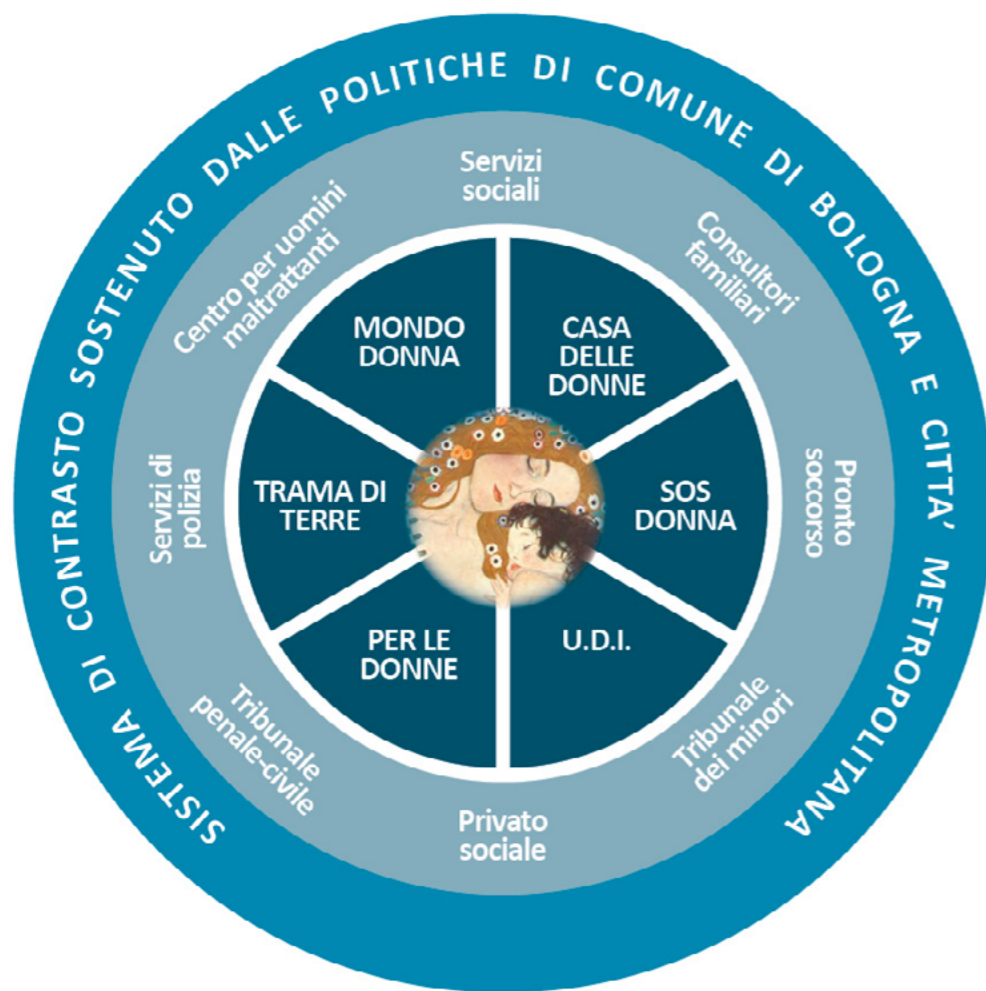 SISTEMA DI CONTRASTO SOSTENUTO DALLE POLITICHE DI COMUNE DI BOLOGNA E CITTA’ METROPOLITANA
Servizi
sociali
Consultori
familiari
Pronto
soccorso
Tribunale
dei minori
Privato
sociale
Tribunale
penale-civile
Servizi di
polizia
Centro per uomini
maltrattanti
MONDO
DONNA
CASA
DELLE
DONNE
SOS
DONNA
U.D.I.
PER LE
DONNE
TRAMA DI
TERRE